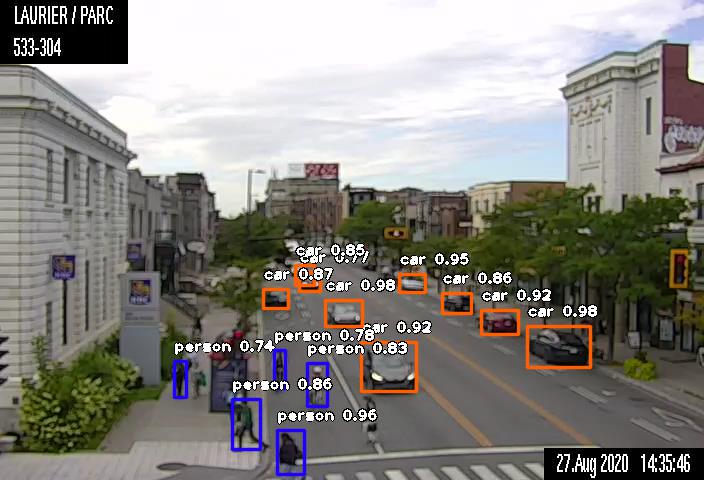 LAURIER / PARC
533-304
car 0.85
car 0.77
car 0.95
car 0.87
car 0.86
car 0.98
car 0.92
car 0.98
car 0.92
person 0.78
person 0.74
person 0.83
person 0.86
person 0.96
RBC
27.Aug 2020 14:35:46